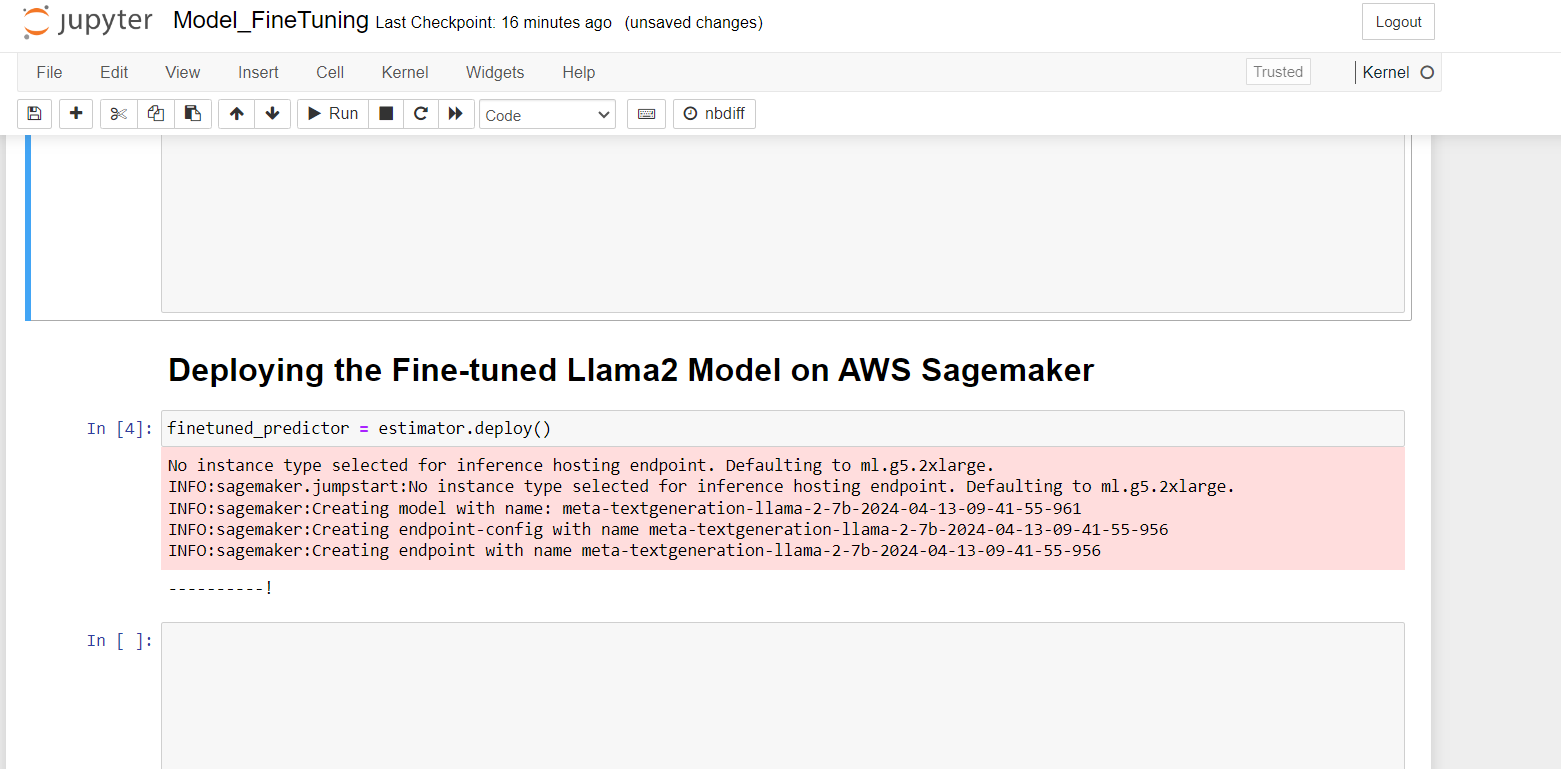 jupyter Model_FineTuning Last Checkpoint: 16 minutes ago (unsaved changes) Logout
File Edit View Insert Cell Kernel Widgets Help Trusted Kernel
Run Code nbdiff
Deploying the Fine-tuned Llama2 Model on AWS Sagemaker
In [4]: finetuned_predictor = estimator.deploy()
No instance type selected for inference hosting endpoint. Defaulting to ml.g5.2xlarge.
INFO:sagemaker.jumpstart:No instance type selected for inference hosting endpoint. Defaulting to ml.g5.2xlarge.
INFO:sagemaker:Creating model with name: meta-textgeneration-llama-2-7b-2024-04-13-09-41-55-961
INFO:sagemaker:Creating endpoint-config with name meta-textgeneration-llama-2-7b-2024-04-13-09-41-55-956
INFO:sagemaker:Creating endpoint with name meta-textgeneration-llama-2-7b-2024-04-13-09-41-55-956
----------!
In [ ]: